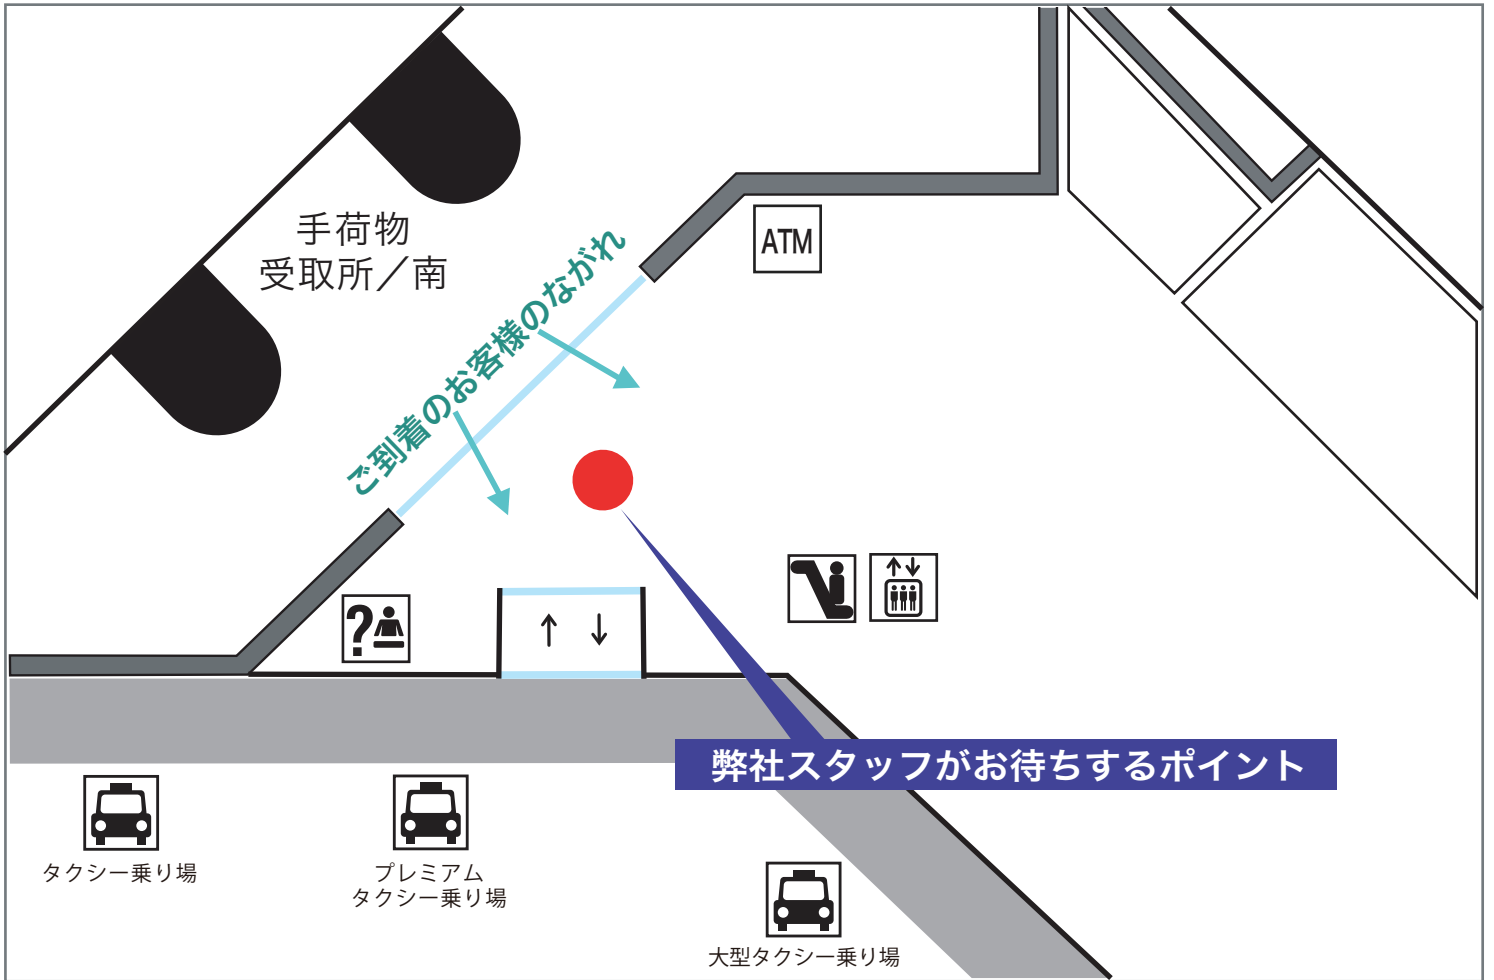 手荷物
受取所／南
ATM
ご到着のお客様のながれ
?
弊社スタッフがお待ちするポイント
タクシー乗り場
プレミアム
タクシー乗り場
大型タクシー乗り場